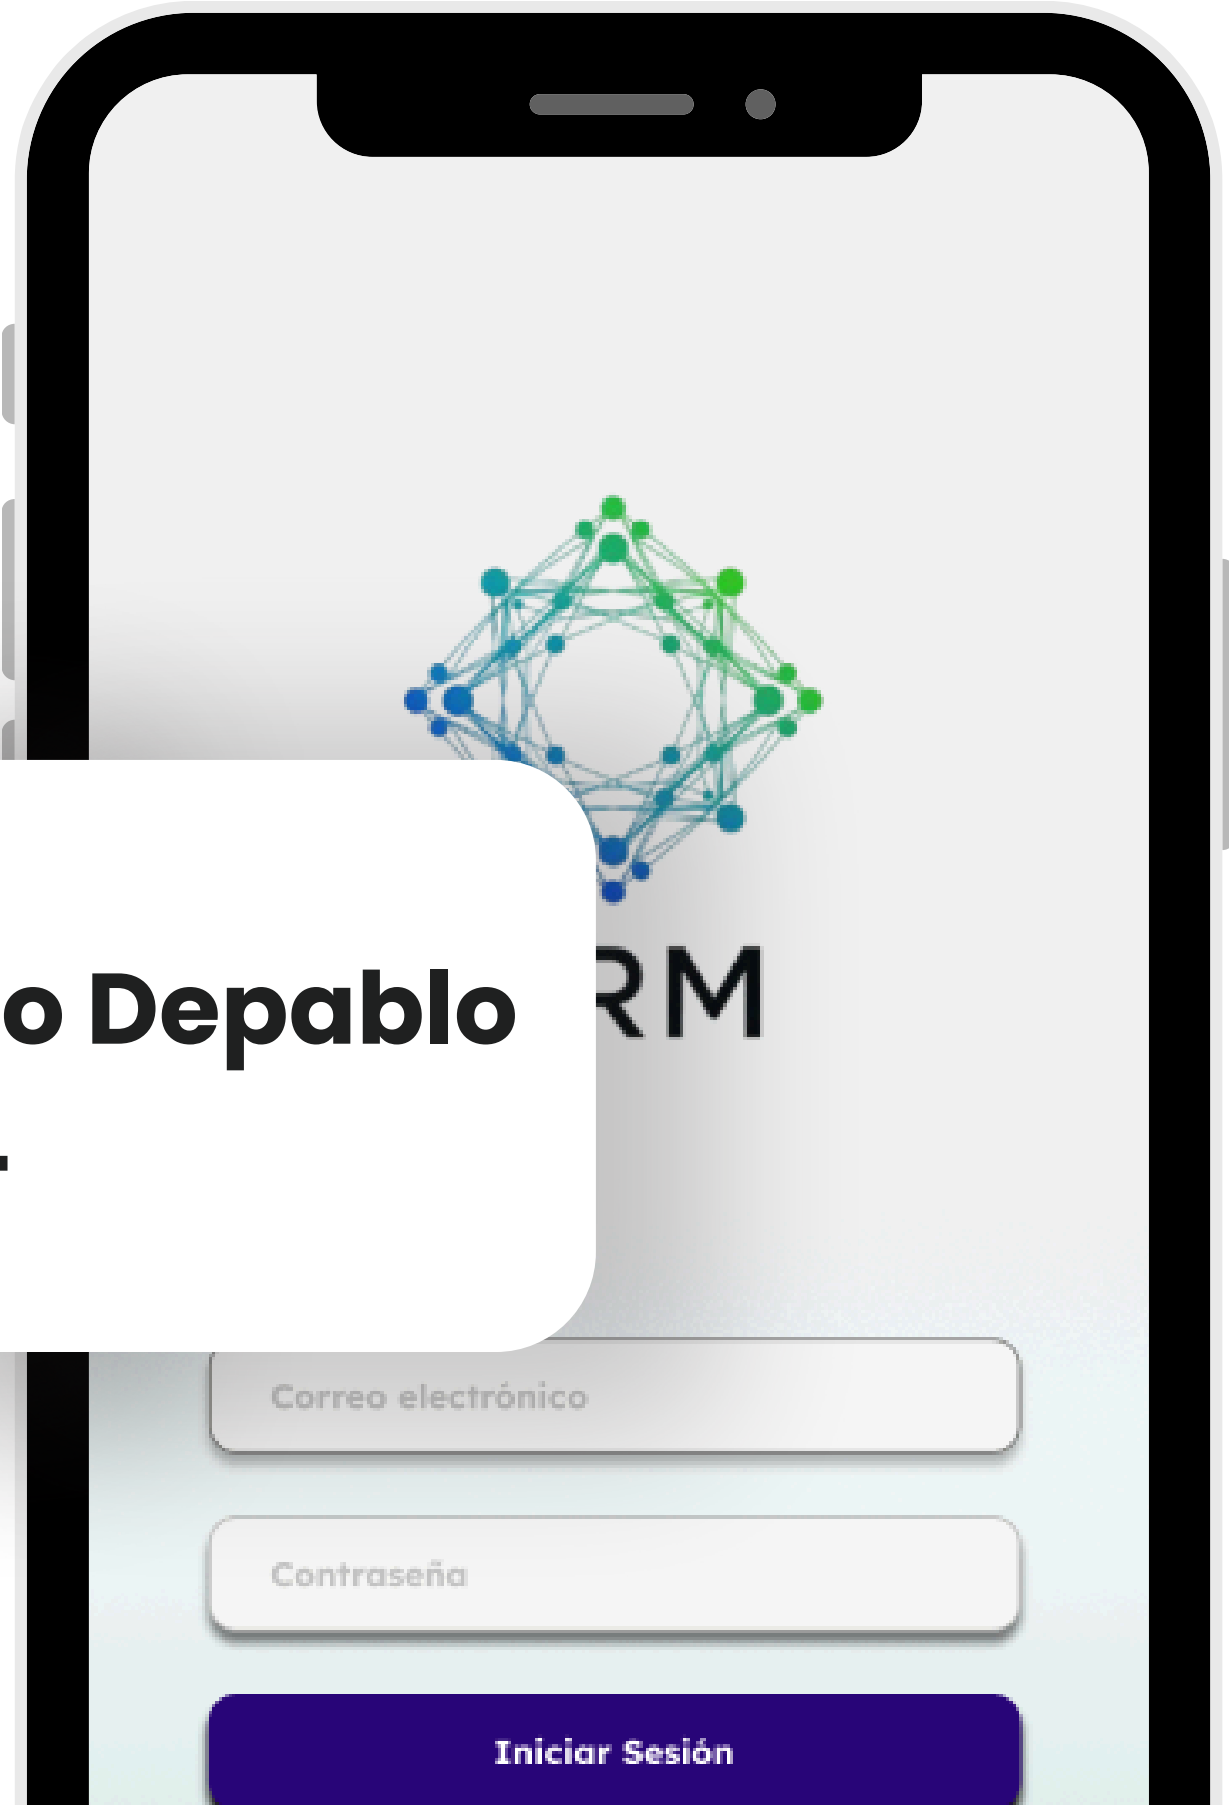 RM
o Depablo
Correo electrónico
Contraseña
Iniciar Sesión